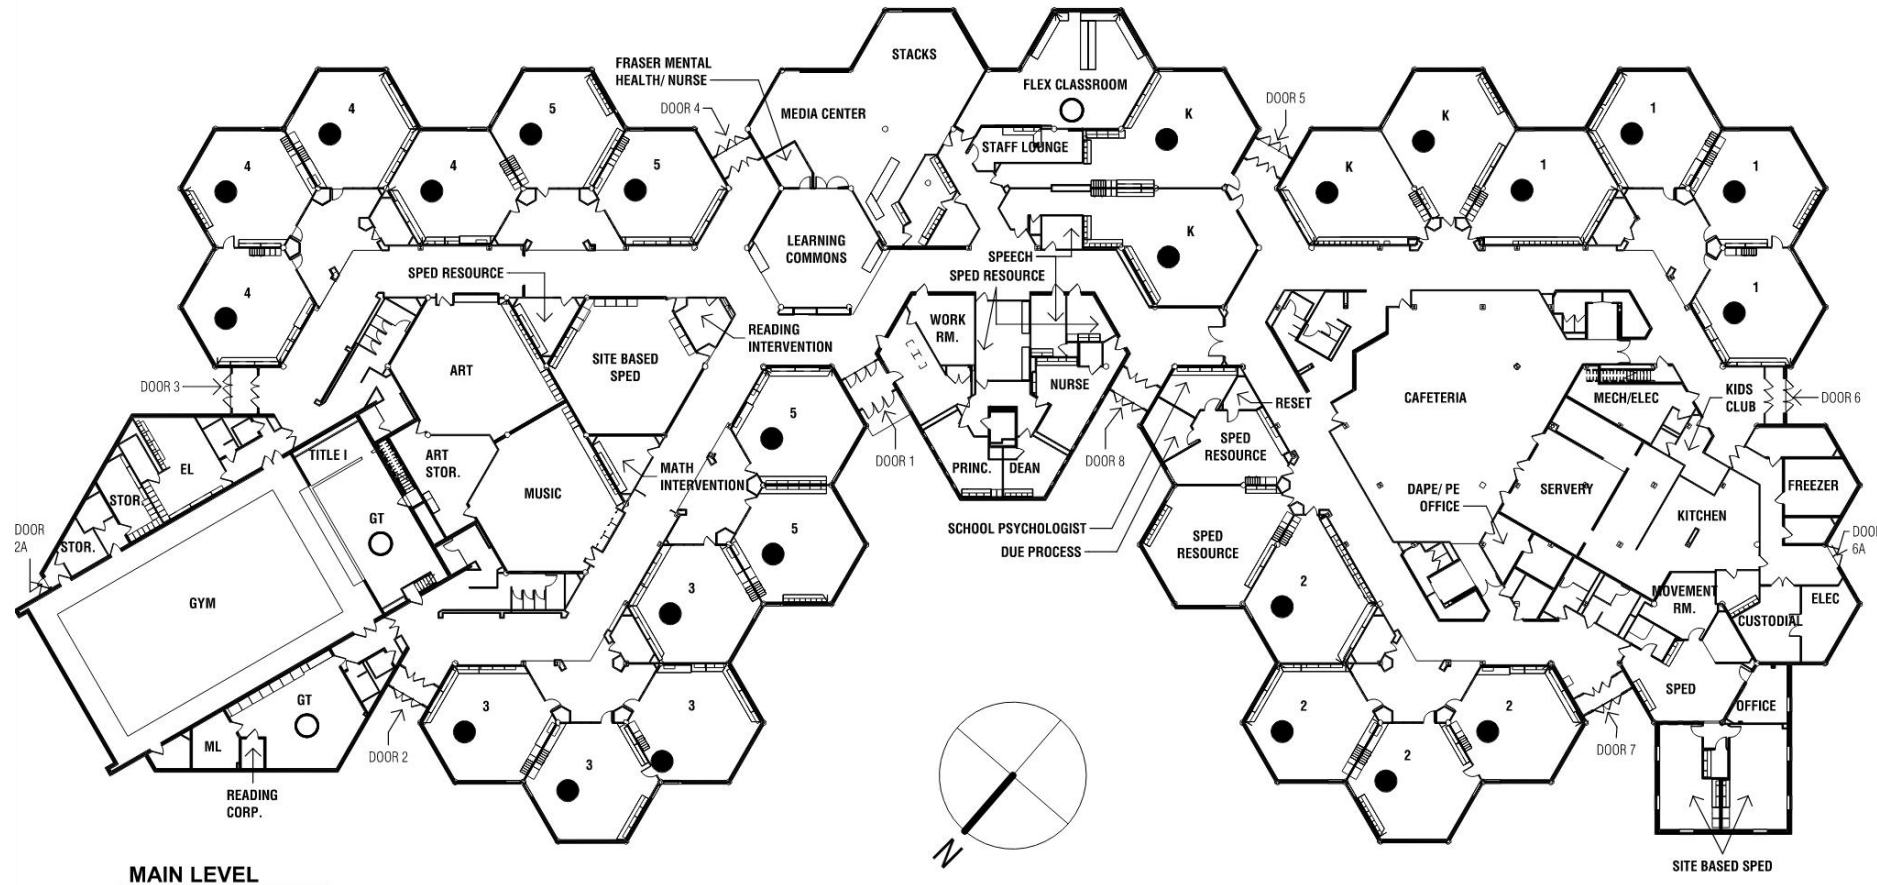 STACKS
FRASER MENTAL
HEALTH/ NURSE
FLEX CLASSROOM
DOOR 4
DOOR 5
MEDIA CENTER
4
5
K
K
1
STAFF LOUNGE
4
4
5
K
1
1
LEARNING
COMMONS
K
SPEECH
SPED RESOURCE
SPED RESOURCE
4
1
WORK
RM.
READING
INTERVENTION
SITE BASED
SPED
ART
NURSE
DOOR 3
RESET
CAFETERIA
MECH/ELEC
KIDS
CLUB
DOOR 6
5
TITLE I
ART
STOR.
SPED
RESOURCE
DOOR 1
PRINC.
DEAN
DOOR 8
EL
MATH
INTERVENTION
MUSIC
STOR.
GT
DAPE/ PE
OFFICE
SERVERY
FREEZER
KITCHEN
SCHOOL PSYCHOLOGIST
DUE PROCESS
5
SPED
RESOURCE
DOOR
2A
STOR.
DOOR
6A
GYM
3
2
MOVEMENT
RM.
ELEC
CUSTODIAL
GT
3
3
2
2
SPED
OFFICE
ML
DOOR 2
DOOR 7
3
2
READING
CORP.
N
SITE BASED SPED
MAIN LEVEL